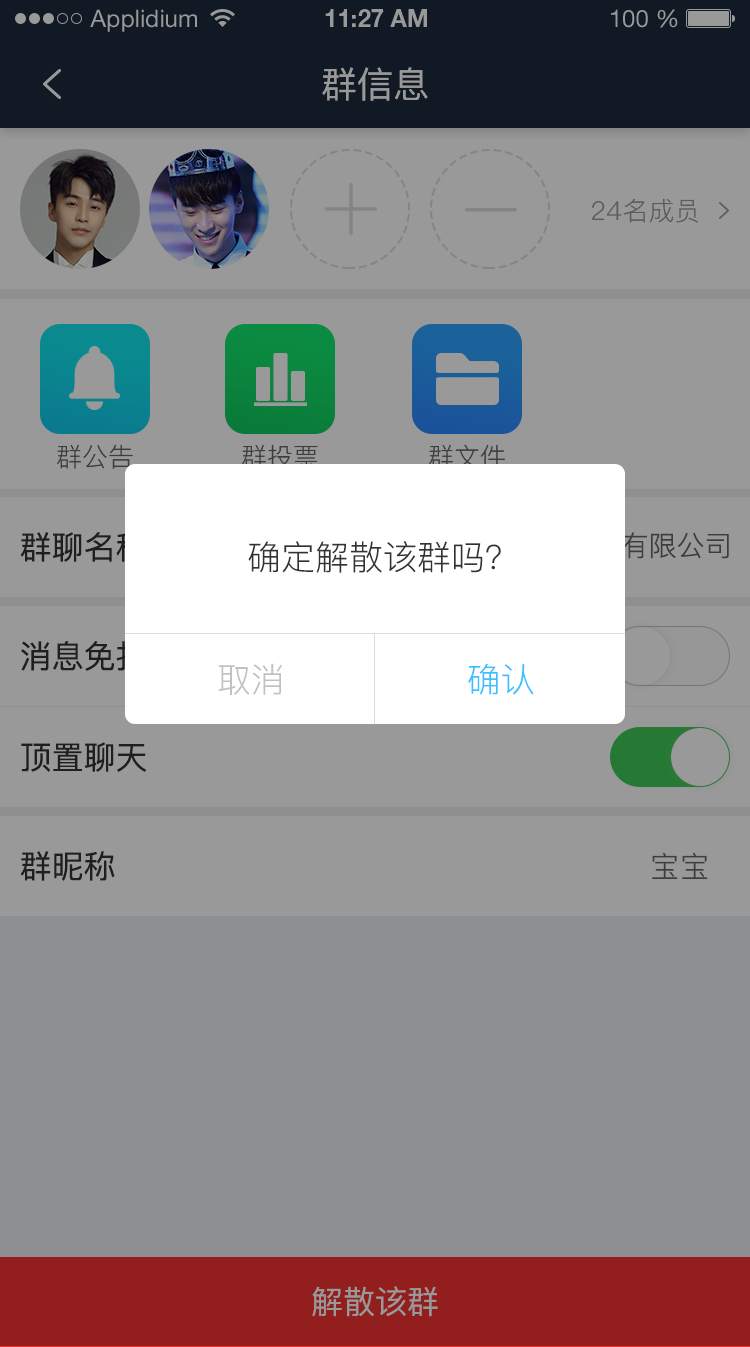 Applidium 11:27 AM 100 %
群信息
24名成员
群公告 群投票 群文件
群聊名称 有限公司
确定解散该群吗?
消息免
取消 确认
顶置聊天
群昵称 宝宝
解散该群